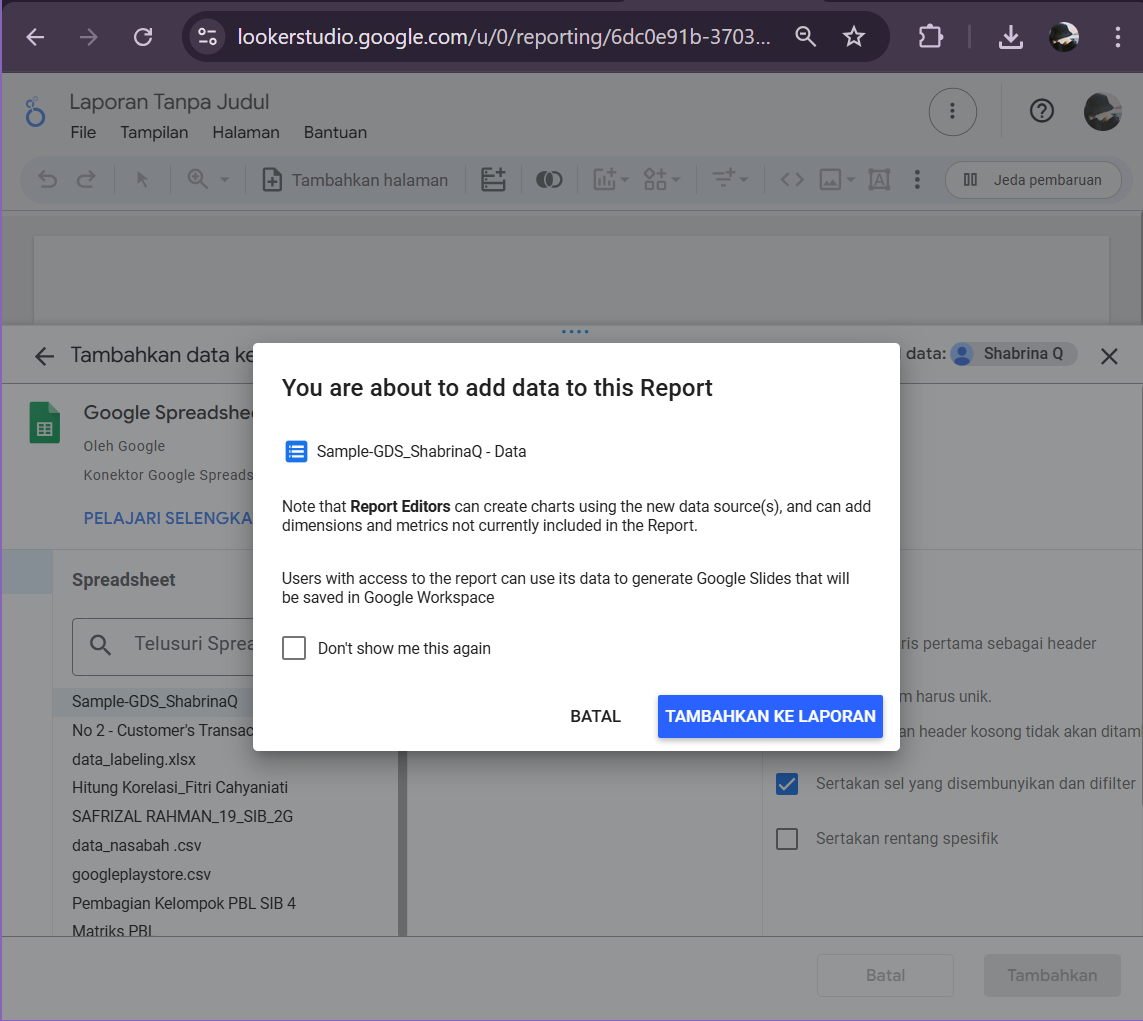 lookerstudio.google.com/u/0/reporting/6dc0e91b-3703...
Laporan Tanpa Judul
File Tampilan Halaman Bantuan
Tambahkan halaman
Jeda pembaruan
Tambahkan data ke
data: Shabrina Q
Google Spreadshe
Oleh Google
Konektor Google Spreads
PELAJARI SELENGKA
You are about to add data to this Report
Sample-GDS_ShabrinaQ - Data
Note that Report Editors can create charts using the new data source(s), and can add
dimensions and metrics not currently included in the Report.
Users with access to the report can use its data to generate Google Slides that will
be saved in Google Workspace
Don't show me this again
BATAL TAMBAHKAN KE LAPORAN
Spreadsheet
Telusuri Sprea
Sample-GDS_ShabrinaQ
No 2 - Customer's Transac
data_labeling.xlsx
Hitung Korelasi_Fitri Cahyaniati
SAFRIZAL RAHMAN_19_SIB_2G
data_nasabah .csv
googleplaystore.csv
Pembagian Kelompok PBL SIB 4
Matriks PBL
ris pertama sebagai header
m harus unik.
an header kosong tidak akan ditam
Sertakan sel yang disembunyikan dan difilter
Sertakan rentang spesifik
Batal Tambahkan